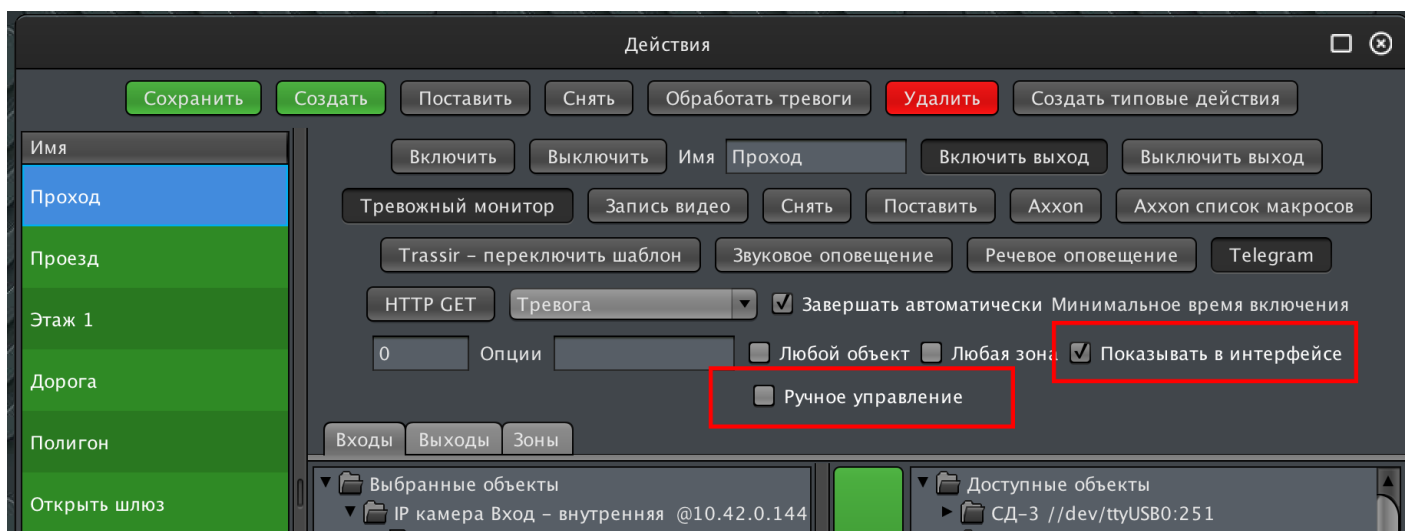 Действия
Сохранить Создать Поставить Снять Обработать тревоги Удалить Создать типовые действия
Имя
Проход
Проезд
Этаж 1
Дорога
Полигон
Открыть шлюз
Включить Выключить Имя Проход Включить выход Выключить выход
Тревожный монитор Запись видео Снять Поставить Axxon Axxon список макросов
Trassir – переключить шаблон Звуковое оповещение Речевое оповещение Telegram
HTTP GET Тревога Завершать автоматически Минимальное время включения
0 Опции Любой объект Любая зона Показывать в интерфейсе
Ручное управление
Входы Выходы Зоны
Выбранные объекты
IP камера Вход – внутренняя @10.42.0.144
Доступные объекты
СД–3 //dev/ttyUSB0:251